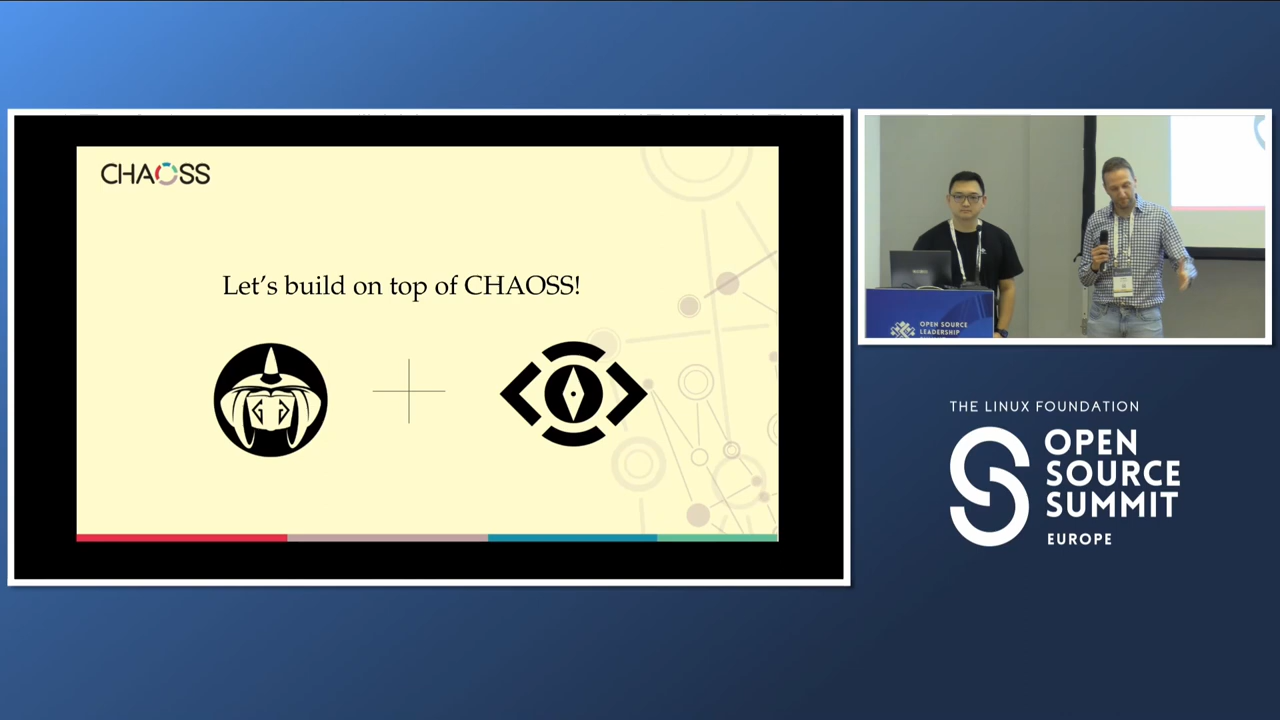 CHAOSS
Let's build on top of CHAOSS!
OPEN SOURCE
LEADERSHIP
THE LINUX FOUNDATION
OPEN
SOURCE
SUMMIT
EUROPE